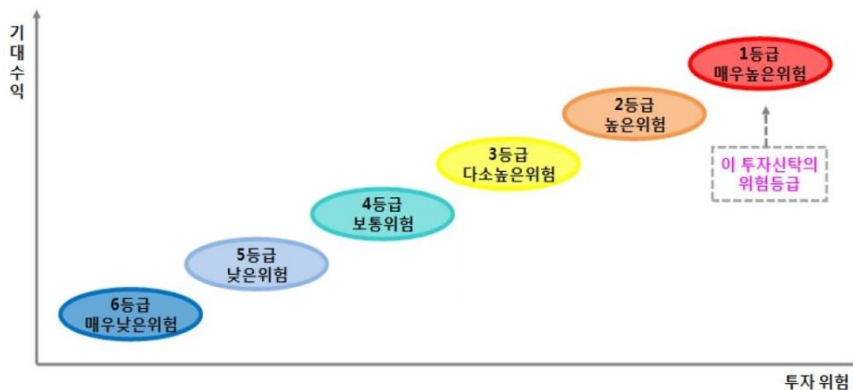 기대수익
1등급
매우높은위험
2등급
높은위험
이 투자신탁의
위험등급
3등급
다소높은위험
4등급
보통위험
5등급
낮은위험
6등급
매우낮은위험
투자 위험